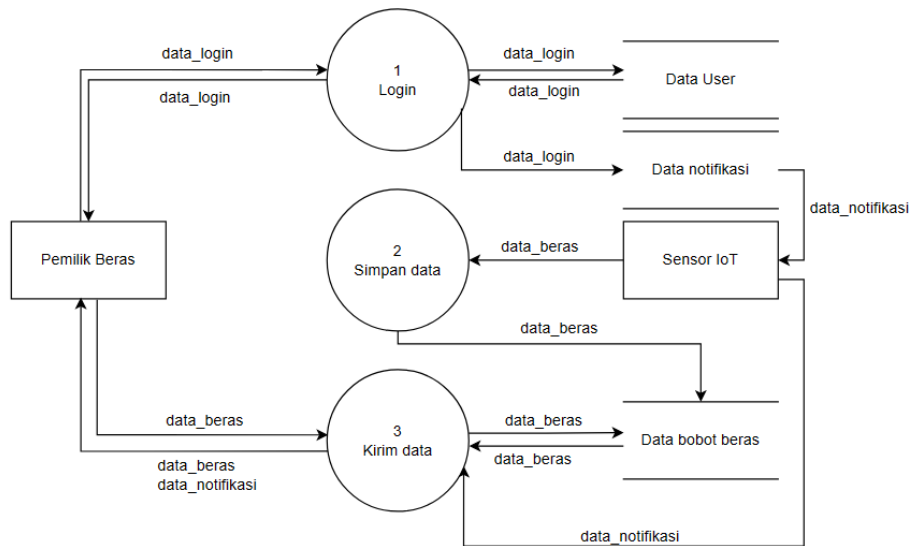 data_login
1
Login
data_login
data_login
data_login
Data User
data_login
Data notifikasi
data_notifikasi
Pemilik Beras
2
Simpan data
data_beras
Sensor IoT
data_beras
data_beras
3
Kirim data
data_beras
data_beras
Data bobot beras
data_beras
data_notifikasi
data_notifikasi